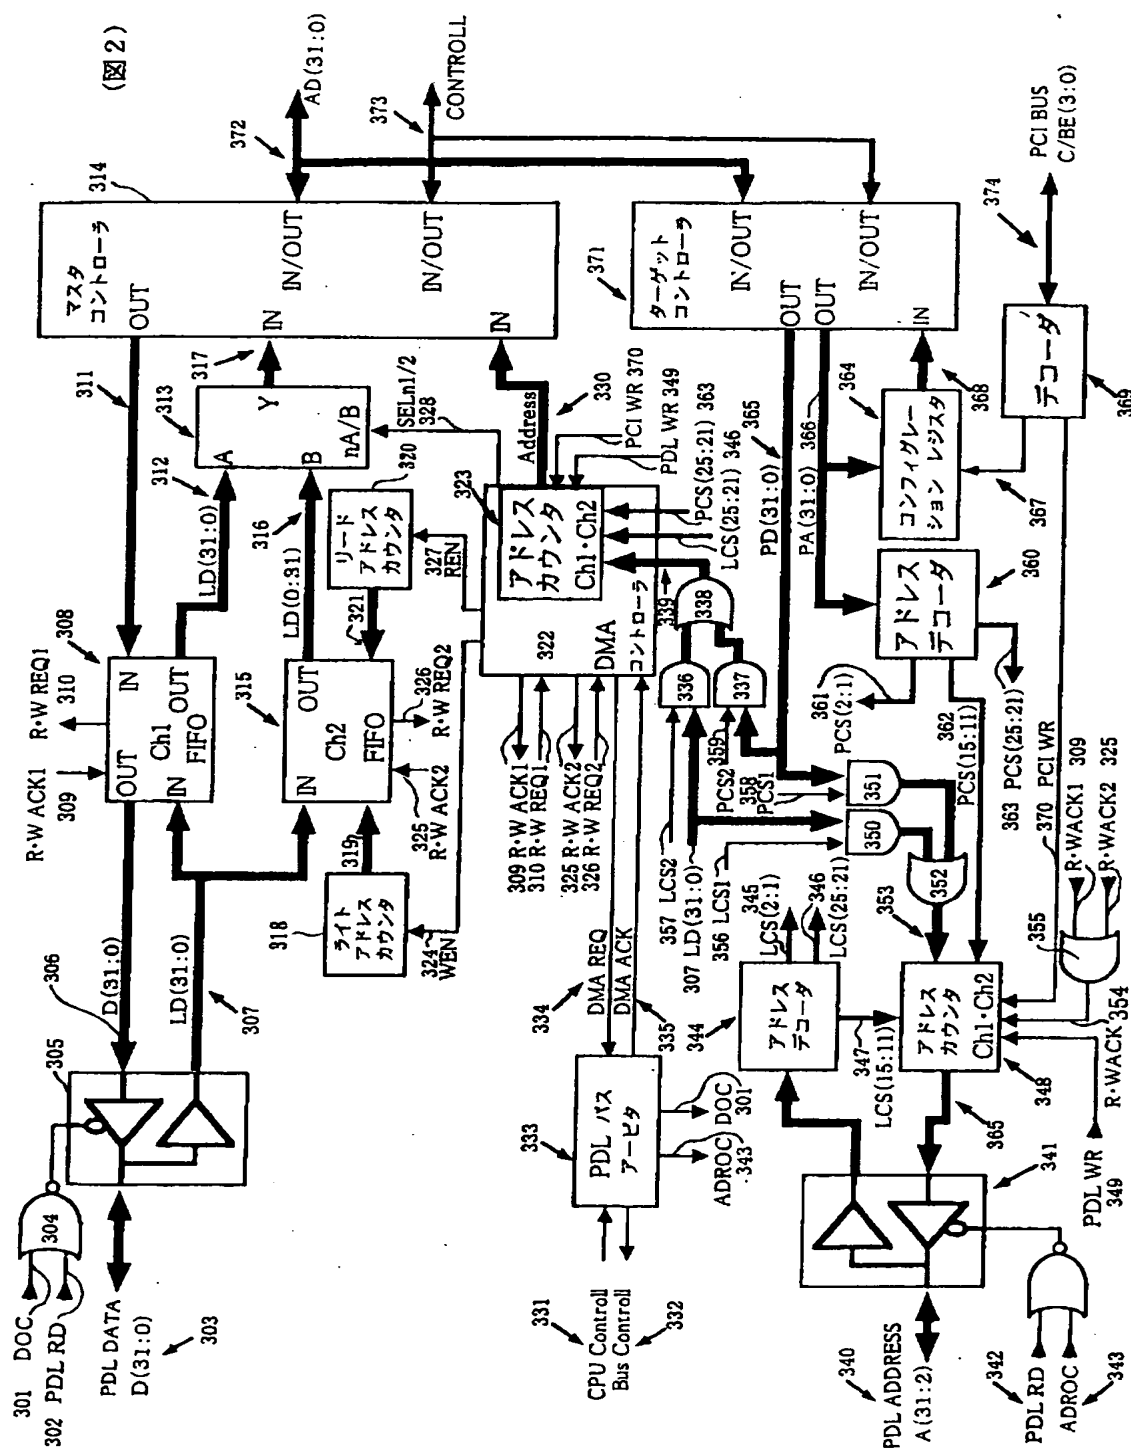 (図2)
301 DOC
302 PDL RD
304
PDL DATA
D(31:0)
303
305
306
D(31:0)
LD(31:0)
307
R・W ACK1
309
R・W REQ1
310
308
OUT
IN
Ch1
FIFO
IN
OUT
311
312
LD(31:0)
313
A
B
Y
nA/B
317
314
マスタ
コントローラ
OUT
IN
IN/OUT
IN/OUT
IN
372
AD(31:0)
373
CONTROLL
315
IN
OUT
Ch2
FIFO
316
LD(0:31)
318
ライト
アドレス
カウンタ
319
324
WEN
325
R・W ACK2
326
R・W REQ2
320
リード
アドレス
カウンタ
321
327
REN
SELn1/2
328
322
DMA
コントローラ
323
アドレス
カウンタ
Ch1・Ch2
Address
330
PCI WR 370
PDL WR 349
PCS(25:21) 363
LCS(25:21) 346
309 R・W ACK1
310 R・W REQ1
325 R・W ACK2
326 R・W REQ2
DMA REQ
334
DMA ACK
335
331
CPU Controll
Bus Controll
332
333
PDL バス
アービタ
ADROC
343
DOC
301
336
337
338
339
357 LCS2
307 LD(31:0)
356 LCS1
PCS2
359
358
PCS1
350
351
352
353
365
PD(31:0)
PA(31:0)
366
371
ターゲット
コントローラ
IN/OUT
OUT
OUT
IN/OUT
IN
364
コンフィグレー
ション レジスタ
368
367
デコーダ
369
374
PCI BUS
C/BE(3:0)
360
アドレス
デコーダ
361
PCS(2:1)
362
PCS(15:11)
363 PCS(25:21)
370 PCI WR
R・WACK1 309
R・WACK2 325
355
354
R・WACK
344
アドレス
デコーダ
345
LCS(2:1)
346
LCS(25:21)
347
LCS(15:11)
アドレス
カウンタ
Ch1・Ch2
348
365
341
PDL WR
349
340
PDL ADDRESS
A(31:2)
342
PDL RD
ADROC
343